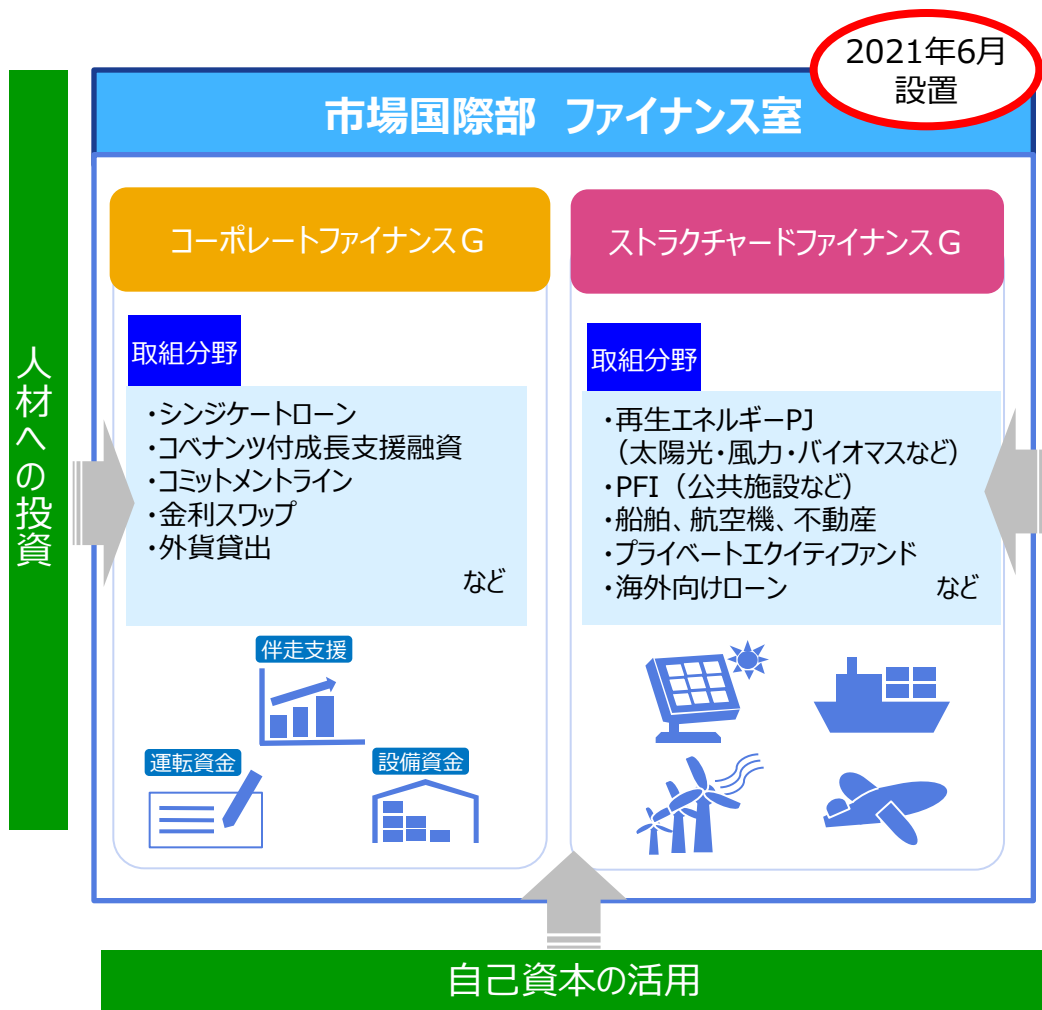 2021年6月
設置
市場国際部 ファイナンス室
人材への投資
コーポレートファイナンスG
取組分野
・シンジケートローン
・コベナンツ付成長支援融資
・コミットメントライン
・金利スワップ
・外貨貸出
など
伴走支援
運転資金
設備資金
ストラクチャードファイナンスG
取組分野
・再生エネルギーPJ
（太陽光・風力・バイオマスなど）
・PFI（公共施設など）
・船舶、航空機、不動産
・プライベートエクイティファンド
・海外向けローン など
自己資本の活用